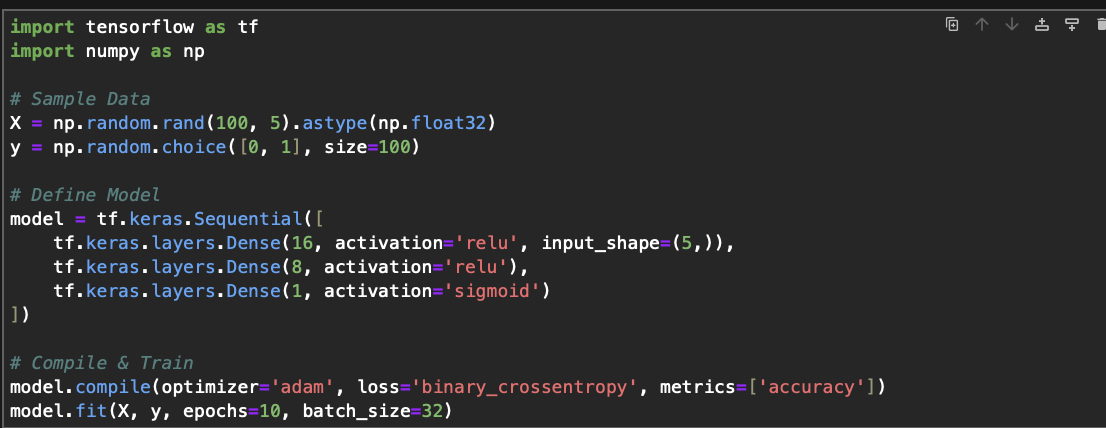 import tensorflow as tf
import numpy as np

# Sample Data
X = np.random.rand(100, 5).astype(np.float32)
y = np.random.choice([0, 1], size=100)

# Define Model
model = tf.keras.Sequential([
    tf.keras.layers.Dense(16, activation='relu', input_shape=(5,)),
    tf.keras.layers.Dense(8, activation='relu'),
    tf.keras.layers.Dense(1, activation='sigmoid')
])

# Compile & Train
model.compile(optimizer='adam', loss='binary_crossentropy', metrics=['accuracy'])
model.fit(X, y, epochs=10, batch_size=32)